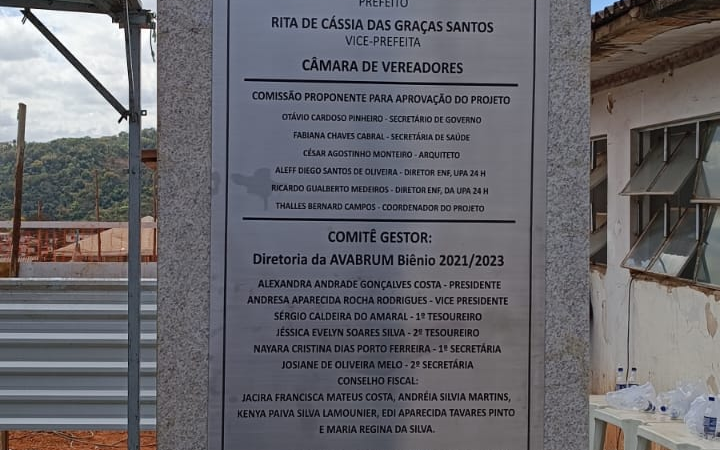 PREFEITO
RITA DE CÁSSIA DAS GRAÇAS SANTOS
VICE-PREFEITA
CÂMARA DE VEREADORES
COMISSÃO PROPONENTE PARA APROVAÇÃO DO PROJETO
OTÁVIO CARDOSO PINHEIRO - SECRETÁRIO DE GOVERNO
FABIANA CHAVES CABRAL - SECRETÁRIA DE SAÚDE
CÉSAR AGOSTINHO MONTEIRO - ARQUITETO
ALEFF DIEGO SANTOS DE OLIVEIRA - DIRETOR ENF, UPA 24 H
RICARDO GUALBERTO MEDEIROS - DIRETOR ENF, DA UPA 24 H
THALLES BERNARD CAMPOS - COORDENADOR DO PROJETO
COMITÊ GESTOR:
Diretoria da AVABRUM Biênio 2021/2023
ALEXANDRA ANDRADE GONÇALVES COSTA - PRESIDENTE
ANDRESA APARECIDA ROCHA RODRIGUES - VICE PRESIDENTE
SÉRGIO CALDEIRA DO AMARAL - 1º TESOUREIRO
JÉSSICA EVELYN SOARES SILVA - 2º TESOUREIRO
NAYARA CRISTINA DIAS PORTO FERREIRA - 1º SECRETÁRIA
JOSIANE DE OLIVEIRA MELO - 2º SECRETÁRIA
CONSELHO FISCAL:
JACIRA FRANCISCA MATEUS COSTA, ANDRÉIA SILVIA MARTINS,
KENYA PAIVA SILVA LAMOUNIER, EDI APARECIDA TAVARES PINTO
E MARIA REGINA DA SILVA.